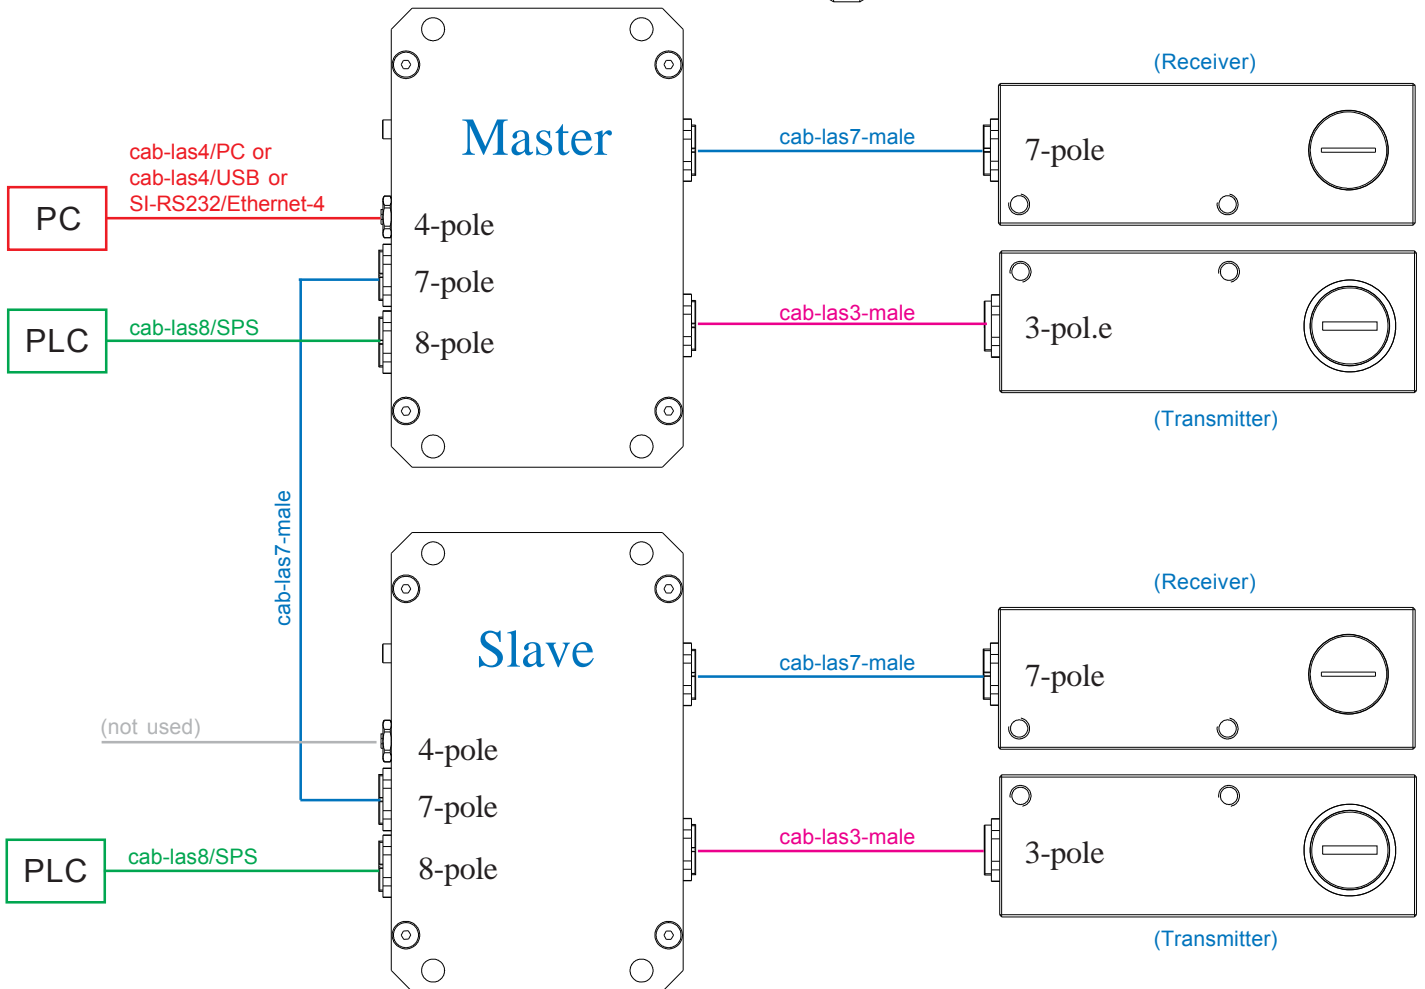 (Receiver)
Master
cab-las7-male
7-pole
cab-las4/PC or
cab-las4/USB or
SI-RS232/Ethernet-4
PC
4-pole
7-pole
cab-las3-male
3-pol.e
PLC
cab-las8/SPS
8-pole
(Transmitter)
cab-las7-male
(Receiver)
Slave
cab-las7-male
7-pole
(not used)
4-pole
7-pole
cab-las3-male
3-pole
PLC
cab-las8/SPS
8-pole
(Transmitter)